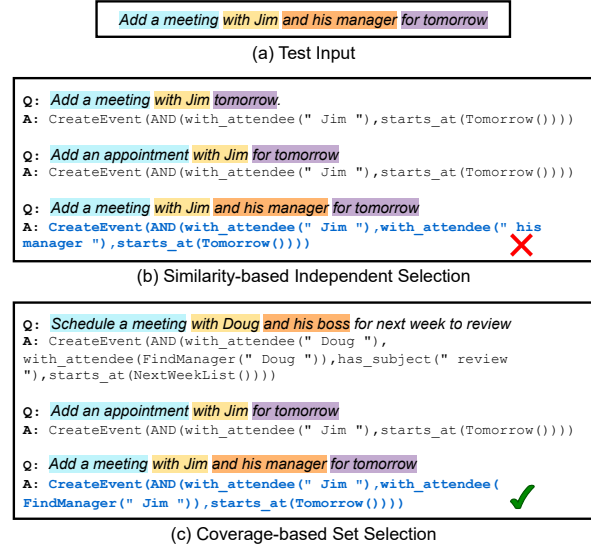 Add a meeting with Jim and his manager for tomorrow
(a) Test Input
Q: Add a meeting with Jim tomorrow.
A: CreateEvent(AND(with_attendee(" Jim "),starts_at(Tomorrow())))
Q: Add an appointment with Jim for tomorrow
A: CreateEvent(AND(with_attendee(" Jim "),starts_at(Tomorrow())))
Q: Add a meeting with Jim and his manager for tomorrow
A: CreateEvent(AND(with_attendee(" Jim "),with_attendee(" his
manager "),starts_at(Tomorrow())))
(b) Similarity-based Independent Selection
Q: Schedule a meeting with Doug and his boss for next week to review
A: CreateEvent(AND(with_attendee(" Doug "),
with_attendee(FindManager(" Doug ")),has_subject(" review
"),starts_at(NextWeekList())))
Q: Add an appointment with Jim for tomorrow
A: CreateEvent(AND(with_attendee(" Jim "),starts_at(Tomorrow())))
Q: Add a meeting with Jim and his manager for tomorrow
A: CreateEvent(AND(with_attendee(" Jim "),with_attendee(
FindManager(" Jim ")),starts_at(Tomorrow())))
(c) Coverage-based Set Selection